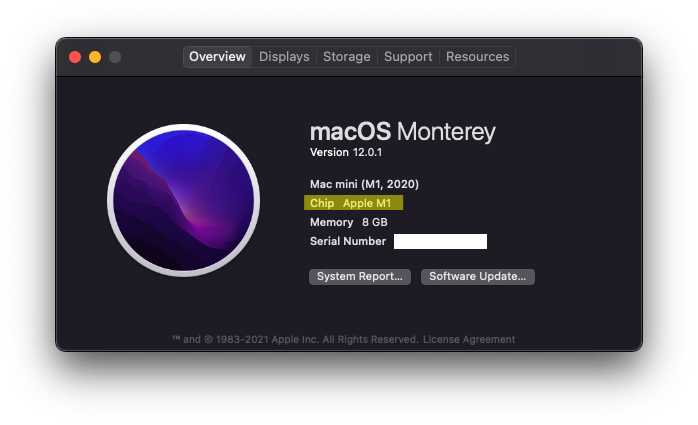 Overview Displays Storage Support Resources
macOS Monterey
Version 12.0.1
Mac mini (M1, 2020)
Chip Apple M1
Memory 8 GB
Serial Number
System Report... Software Update...
™ and © 1983-2021 Apple Inc. All Rights Reserved. License Agreement